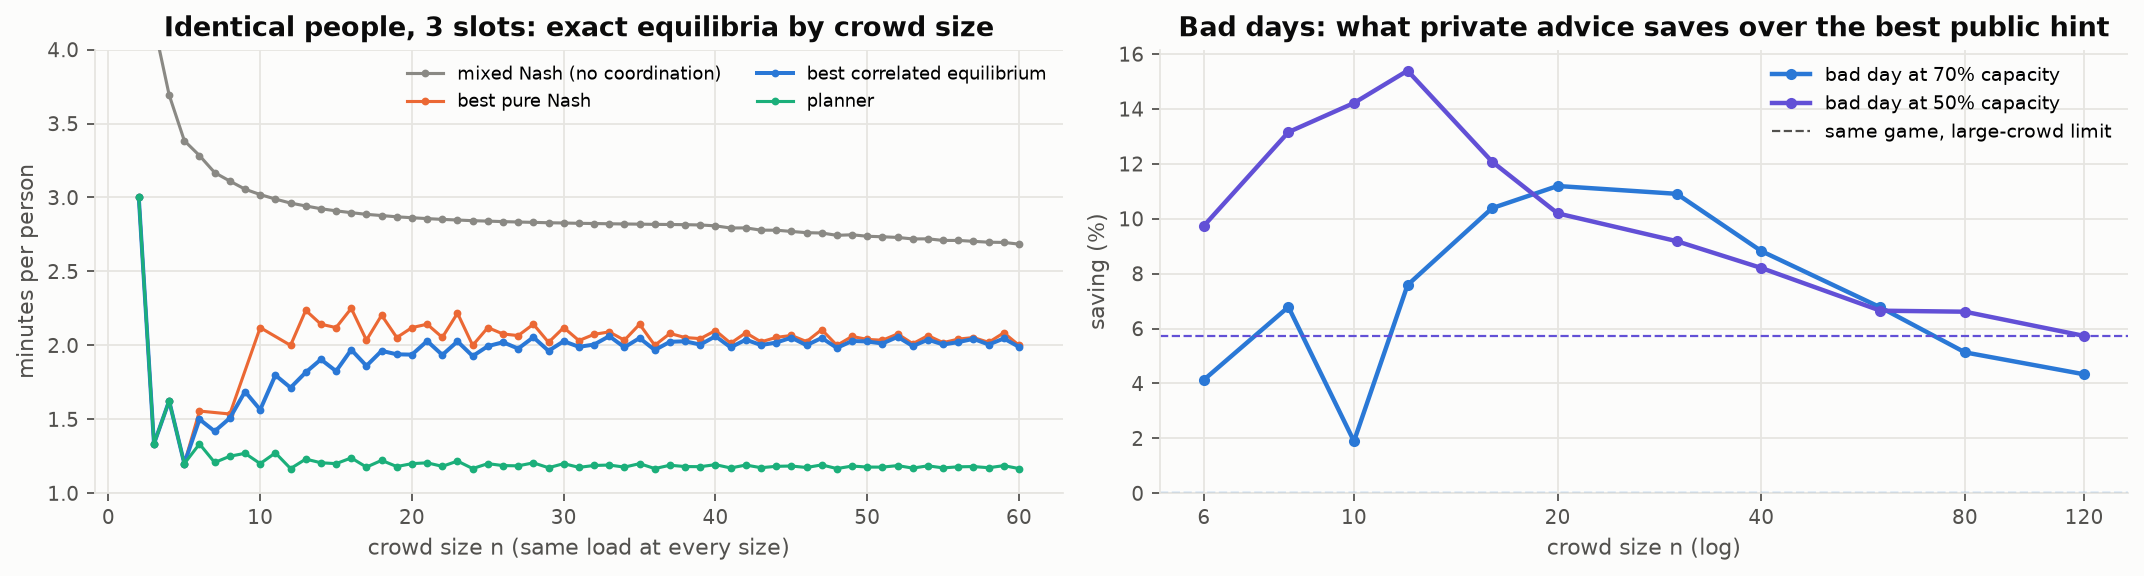 Identical people, 3 slots: exact equilibria by crowd size
4.0
3.5
3.0
2.5
2.0
1.5
1.0
minutes per person
mixed Nash (no coordination)
best pure Nash
best correlated equilibrium
planner
0 10 20 30 40 50 60
crowd size n (same load at every size)
Bad days: what private advice saves over the best public hint
16
14
12
10
8
6
4
2
0
saving (%)
bad day at 70% capacity
bad day at 50% capacity
same game, large-crowd limit
6 10 20 40 80 120
crowd size n (log)